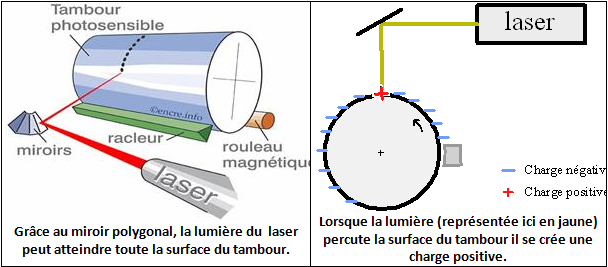 Tambour
photosensible
©encre.info
racleur
rouleau
magnétique
miroirs
laser
Grâce au miroir polygonal, la lumière du laser
peut atteindre toute la surface du tambour.
laser
Charge négativ
Charge positive
Lorsque la lumière (représentée ici en jaune)
percute la surface du tambour il se crée une
charge positive.